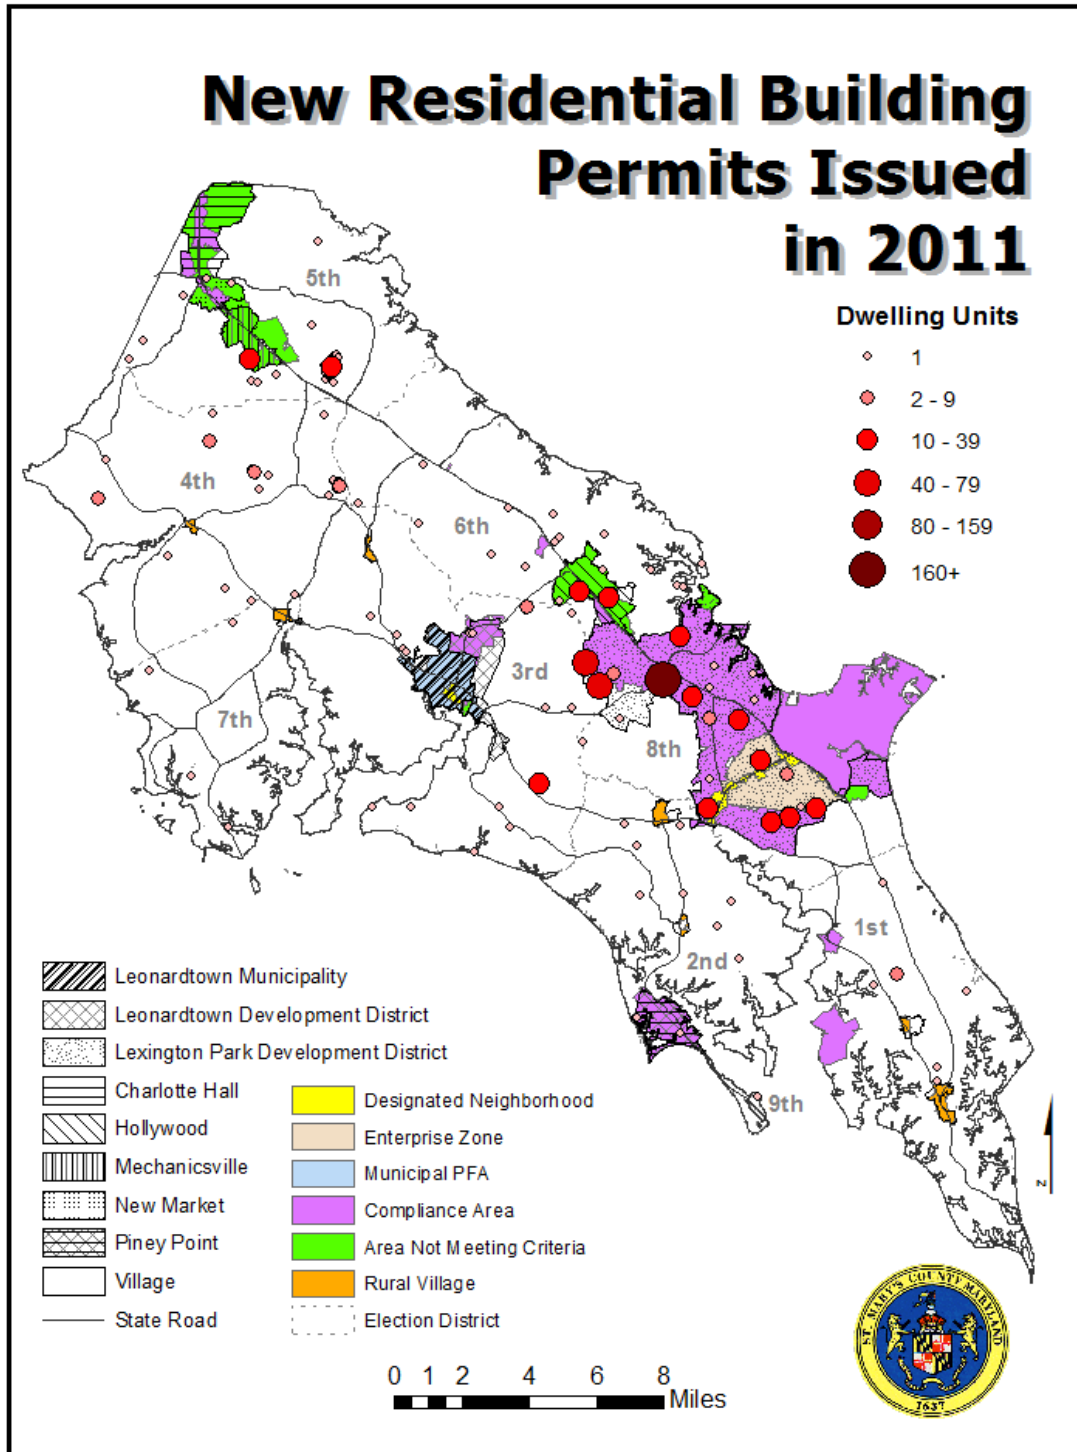 New Residential Building
Permits Issued
in 2011
Dwelling Units
1
2 - 9
10 - 39
40 - 79
80 - 159
160+
5th
4th
6th
3rd
7th
8th
1st
2nd
9th
Leonardtown Municipality
Leonardtown Development District
Lexington Park Development District
Charlotte Hall
Hollywood
Mechanicsville
New Market
Piney Point
Village
State Road
Designated Neighborhood
Enterprise Zone
Municipal PFA
Compliance Area
Area Not Meeting Criteria
Rural Village
Election District
N
0 1 2 4 6 8
Miles
ST. MARY'S COUNTY MARYLAND
1637